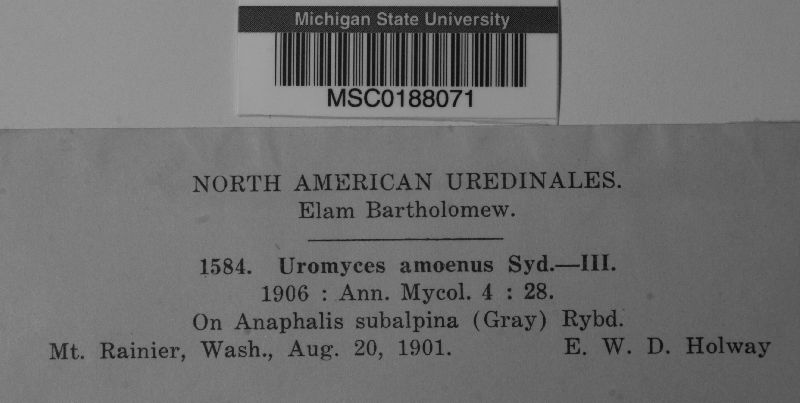 Michigan State University
MSC0188071
NORTH AMERICAN UREDINALES.
Elam Bartholomew.
1584. Uromyces amoenus Syd.—III.
1906 : Ann. Mycol. 4 : 28.
On Anaphalis subalpina (Gray) Rybd.
Mt. Rainier, Wash., Aug. 20, 1901. E. W. D. Holway